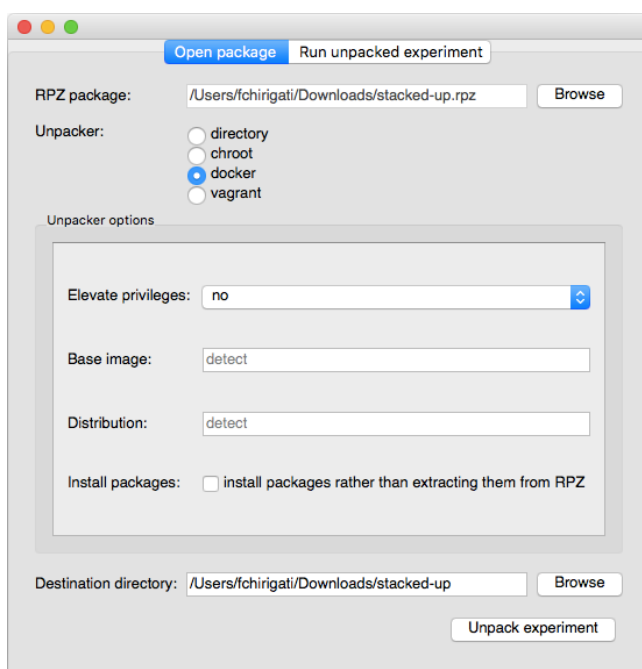 Open package Run unpacked experiment
RPZ package: /Users/fchirigati/Downloads/stacked-up.rpz Browse
Unpacker: directory
chroot
docker
vagrant
Unpacker options
Elevate privileges: no
Base image: detect
Distribution: detect
Install packages: install packages rather than extracting them from RPZ
Destination directory: /Users/fchirigati/Downloads/stacked-up Browse
Unpack experiment